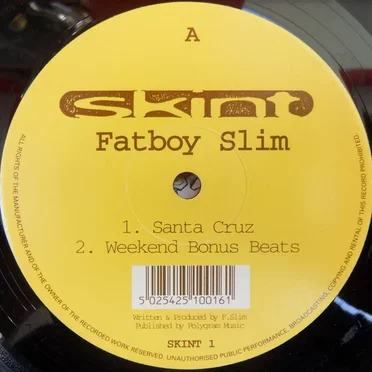 A
skint
Fatboy Slim
1. Santa Cruz
2. Weekend Bonus Beats
5 025425 100161
Written & Produced by F.Slim
Published by Polygram Music
SKINT 1
ALL RIGHTS OF THE MANUFACTURER AND OF THE OWNER OF THE RECORDED WORK RESERVED. UNAUTHORISED PUBLIC PERFORMANCE, BROADCASTING, COPYING AND RENTAL OF THIS RECORD PROHIBITED.